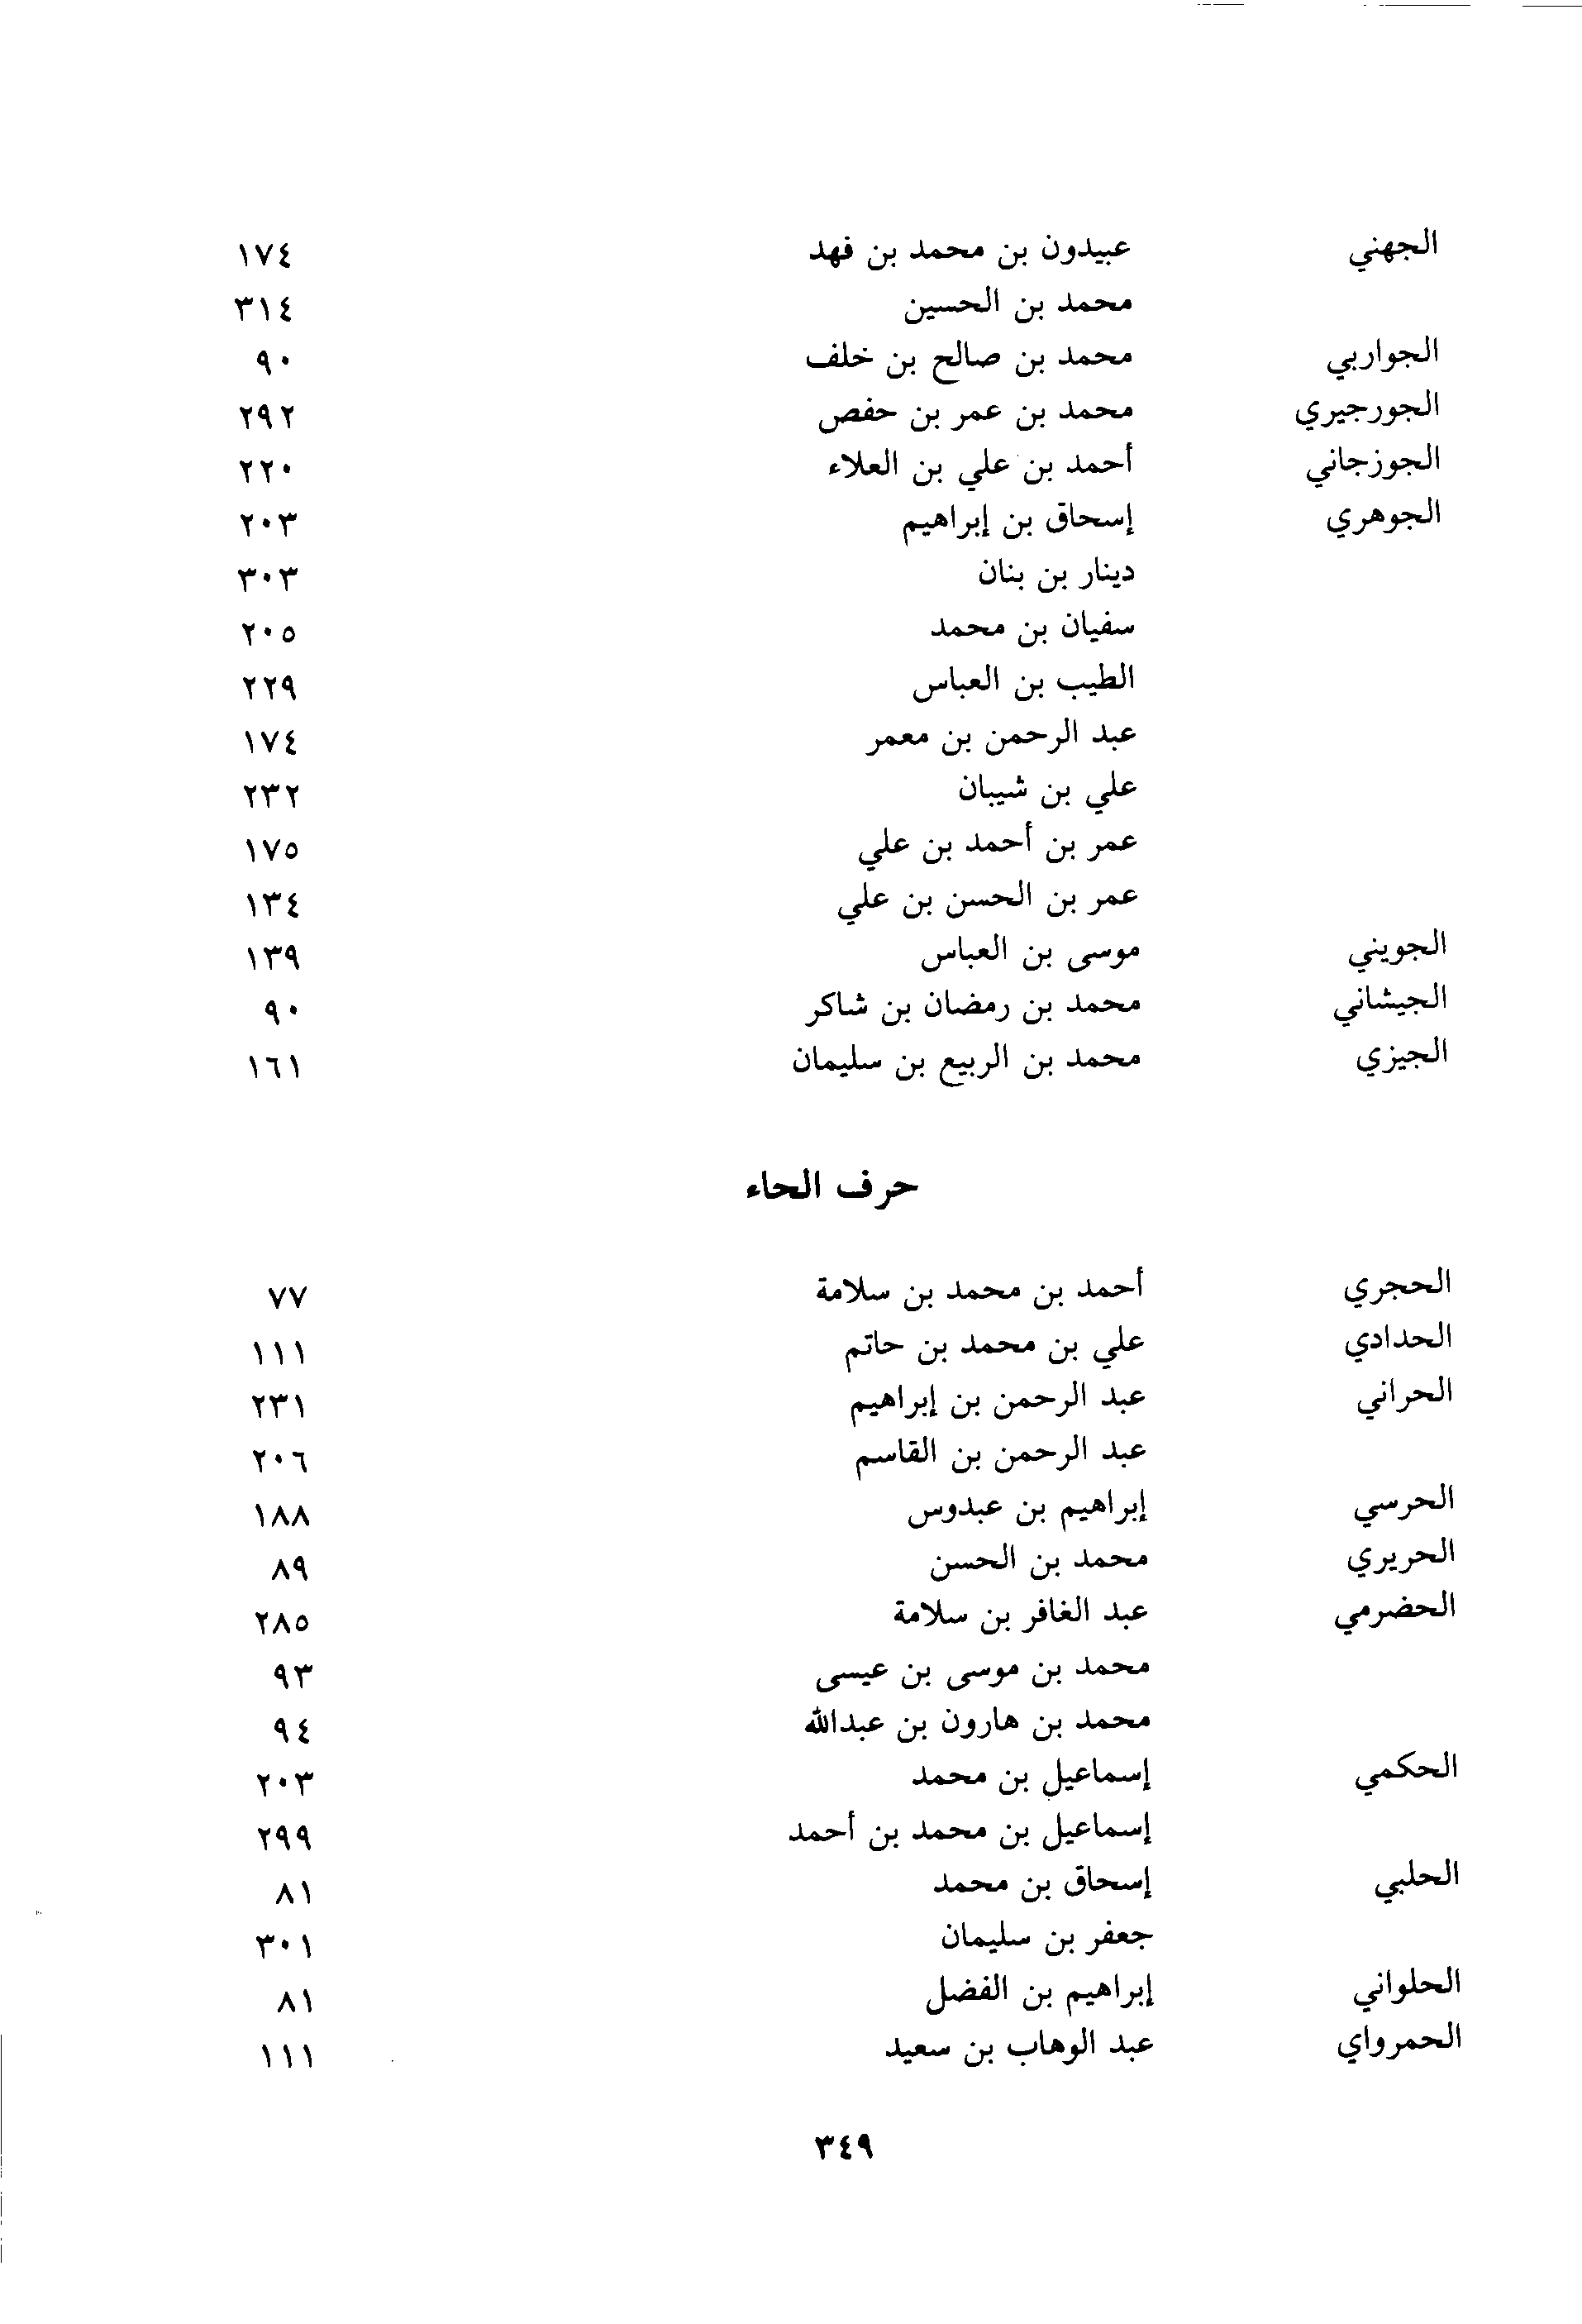 الجهني عبيدون بن محمد بن فهد ١٧٤
محمد بن الحسين ٣١٤
الجواربي محمد بن صالح بن خلف ٩٠
الجورجيري محمد بن عمر بن حفص ٢٩٢
الجوزجاني أحمد بن علي بن العلاء ٢٢٠
الجوهري إسحاق بن إبراهيم ٢٠٣
دينار بن بنان ٣٠٣
سفيان بن محمد ٢٠٥
الطيب بن العباس ٢٢٩
عبد الرحمن بن معمر ١٧٤
علي بن شيبان ٢٣٢
عمر بن أحمد بن علي ١٧٥
عمر بن الحسن بن علي ١٣٤
الجويني موسى بن العباس ١٣٩
الجيشاني محمد بن رمضان بن شاكر ٩٠
الجيزي محمد بن الربيع بن سليمان ١٦١
حرف الحاء
الحجري أحمد بن محمد بن سلامة ٧٧
الحدادي علي بن محمد بن حاتم ١١١
الحراني عبد الرحمن بن إبراهيم ٢٣١
عبد الرحمن بن القاسم ٢٠٦
الحرسي إبراهيم بن عبدوس ١٨٨
الحريري محمد بن الحسن ٨٩
الحضرمي عبد الغافر بن سلامة ٢٨٥
محمد بن موسى بن عيسى ٩٣
محمد بن هارون بن عبدالله ٩٤
الحكمي إسماعيل بن محمد ٢٠٣
إسماعيل بن محمد بن أحمد ٢٩٩
الحلبي إسحاق بن محمد ٨١
جعفر بن سليمان ٣٠١
الحلواني إبراهيم بن الفضل ٨١
الحمرواي عبد الوهاب بن سعيد ١١١
٣٤٩